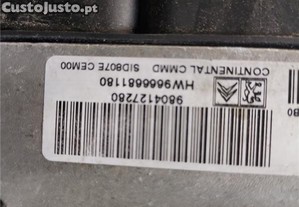 CustoJusto.pt
CONTINENTAL CMMD SID807E CEM00
HW9666681180
9804127280